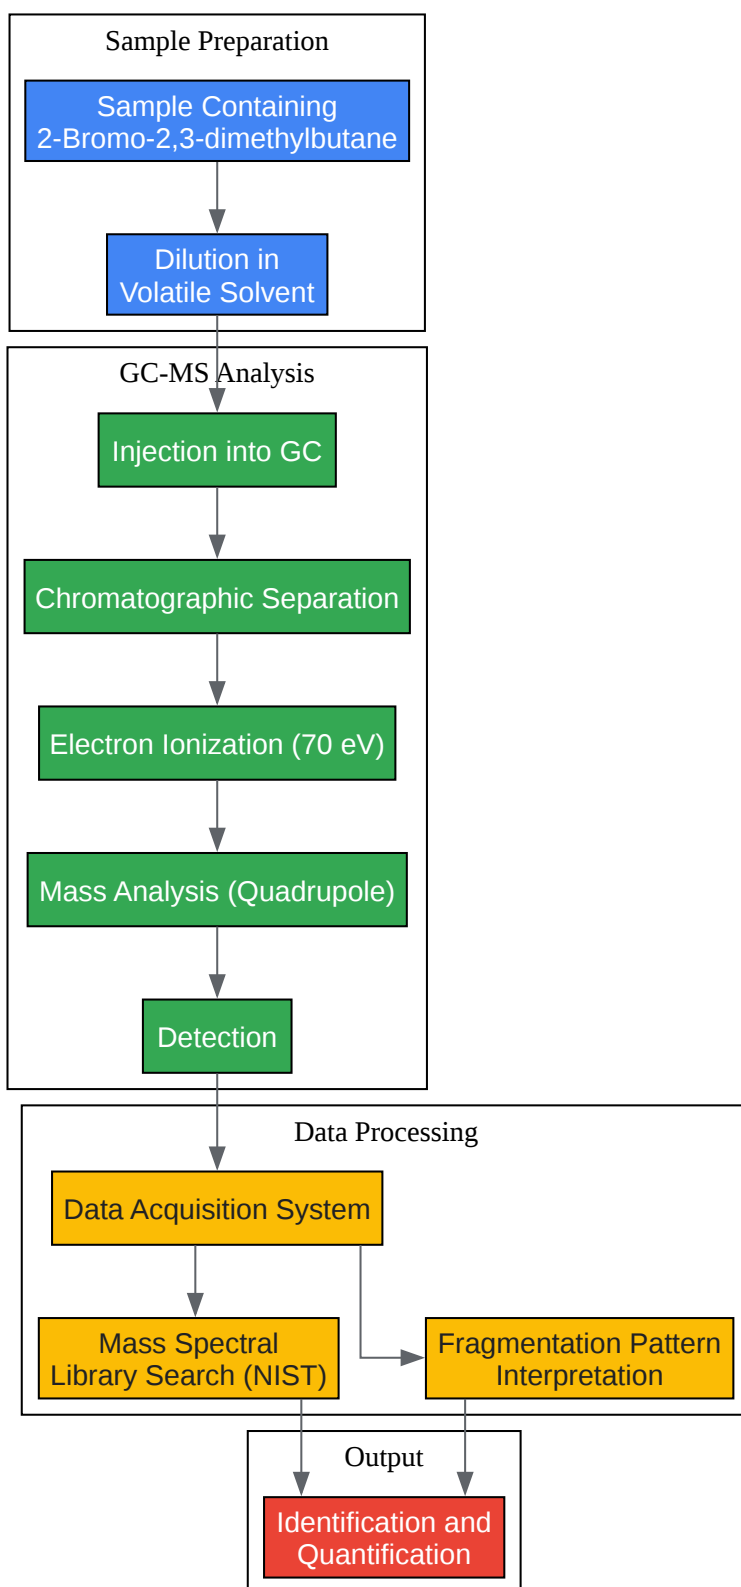 Sample Preparation
Sample Containing
2-Bromo-2,3-dimethylbutane
Dilution in
Volatile Solvent
GC-MS Analysis
Injection into GC
Chromatographic Separation
Electron Ionization (70 eV)
Mass Analysis (Quadrupole)
Detection
Data Processing
Data Acquisition System
Mass Spectral
Library Search (NIST)
Fragmentation Pattern
Interpretation
Output
Identification and
Quantification